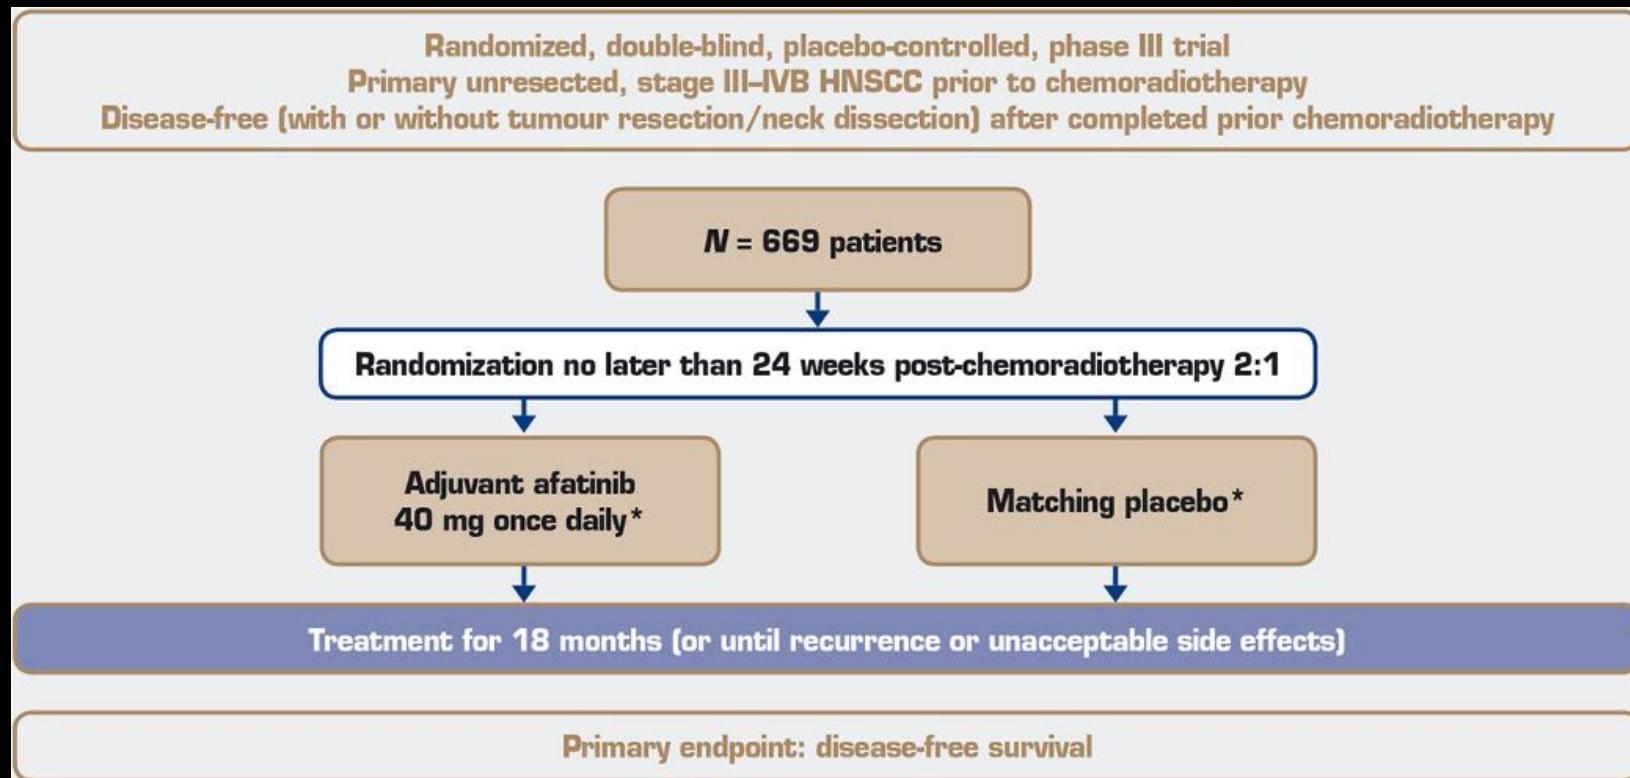 Randomized, double-blind, placebo-controlled, phase III trial
Primary unresected, stage III–IVB HNSCC prior to chemoradiotherapy
Disease-free (with or without tumour resection/neck dissection) after completed prior chemoradiotherapy
N = 669 patients
Randomization no later than 24 weeks post-chemoradiotherapy 2:1
Adjuvant afatinib
40 mg once daily*
Matching placebo*
Treatment for 18 months (or until recurrence or unacceptable side effects)
Primary endpoint: disease-free survival